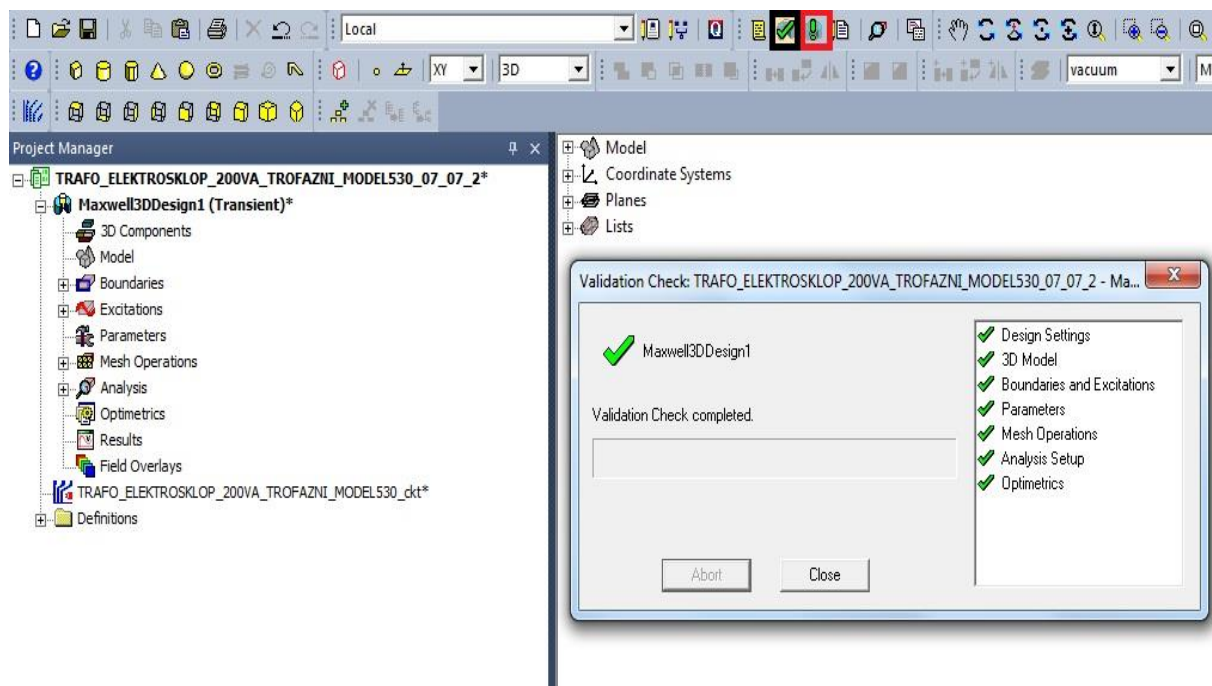 Local
XY
3D
vacuum
M
Project Manager
TRAFO_ELEKTROSKLOP_200VA_TROFAZNI_MODEL530_07_07_2*
Maxwell3DDesign1 (Transient)*
3D Components
Model
Boundaries
Excitations
Parameters
Mesh Operations
Analysis
Optimetrics
Results
Field Overlays
TRAFO_ELEKTROSKLOP_200VA_TROFAZNI_MODEL530_ckt*
Definitions
Model
Coordinate Systems
Planes
Lists
Validation Check: TRAFO_ELEKTROSKLOP_200VA_TROFAZNI_MODEL530_07_07_2 - Ma...
Maxwell3DDesign1
Validation Check completed.
Abort
Close
Design Settings
3D Model
Boundaries and Excitations
Parameters
Mesh Operations
Analysis Setup
Optimetrics